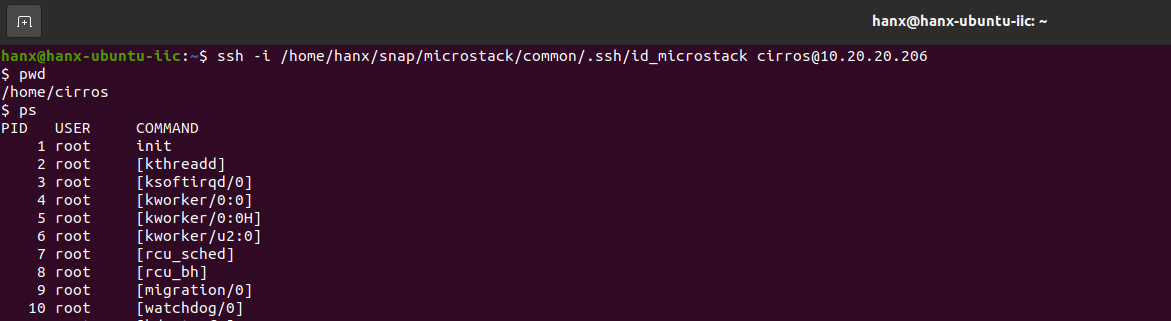 hanx@hanx-ubuntu-iic: ~
hanx@hanx-ubuntu-iic:~$ ssh -i /home/hanx/snap/microstack/common/.ssh/id_microstack cirros@10.20.20.206
$ pwd
/home/cirros
$ ps
PID   USER     COMMAND
    1 root     init
    2 root     [kthreadd]
    3 root     [ksoftirqd/0]
    4 root     [kworker/0:0]
    5 root     [kworker/0:0H]
    6 root     [kworker/u2:0]
    7 root     [rcu_sched]
    8 root     [rcu_bh]
    9 root     [migration/0]
   10 root     [watchdog/0]